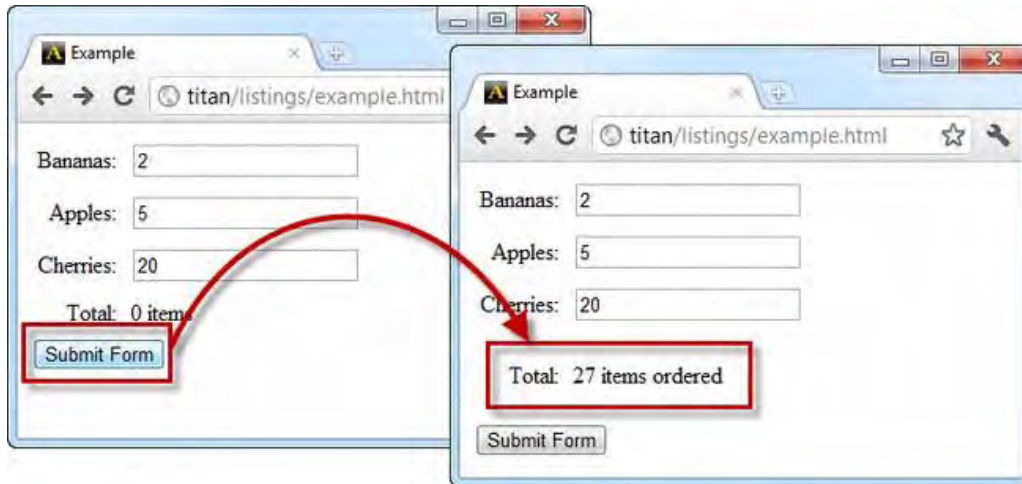 Example
titan/listings/example.html
Bananas: 2
Apples: 5
Cherries: 20
Total: 0 items
Submit Form
Example
titan/listings/example.html
Bananas: 2
Apples: 5
Cherries: 20
Total: 27 items ordered
Submit Form